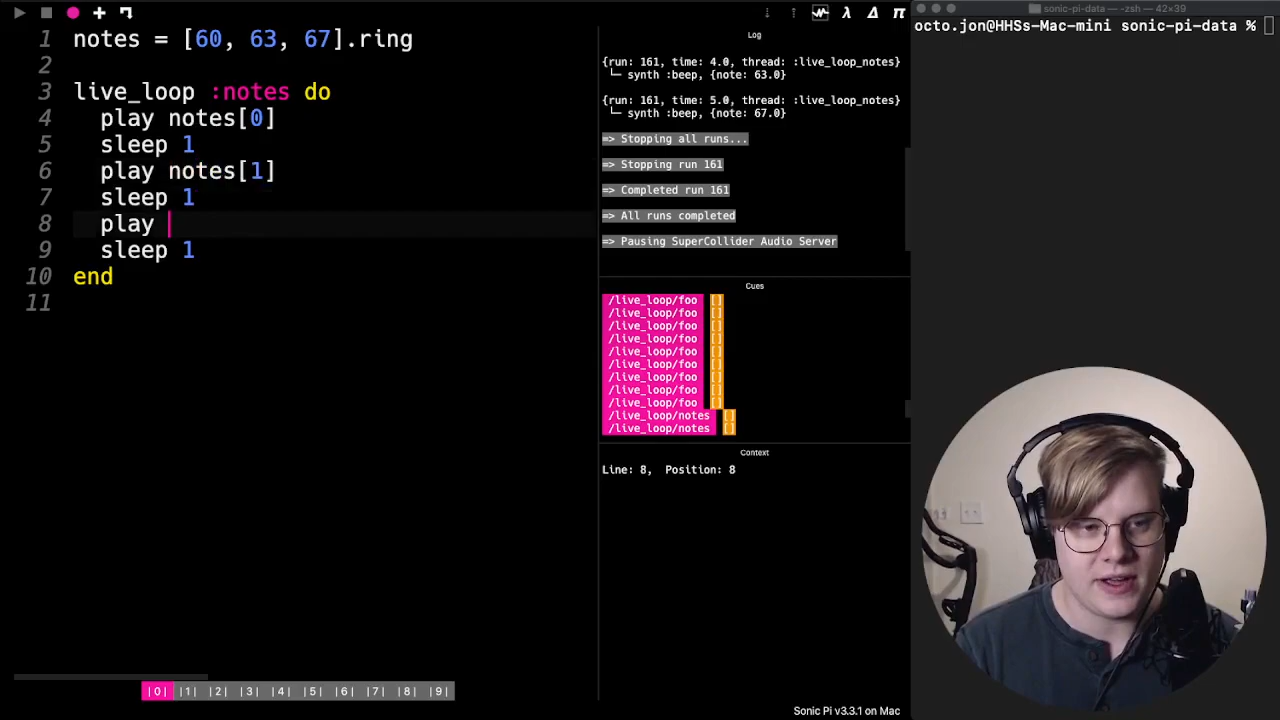 1 notes = [60, 63, 67].ring
2
3 live_loop :notes do
4 play notes[0]
5 sleep 1
6 play notes[1]
7 sleep 1
8 play
9 sleep 1
10 end
11
|0| |1| |2| |3| |4| |5| |6| |7| |8| |9|
λ Δ π
Log
{run: 161, time: 4.0, thread: :live_loop_notes}
└─ synth :beep, {note: 63.0}
{run: 161, time: 5.0, thread: :live_loop_notes}
└─ synth :beep, {note: 67.0}
=> Stopping all runs...
=> Stopping run 161
=> Completed run 161
=> All runs completed
=> Pausing SuperCollider Audio Server
Cues
/live_loop/foo []
/live_loop/foo []
/live_loop/foo []
/live_loop/foo []
/live_loop/foo []
/live_loop/foo []
/live_loop/foo []
/live_loop/foo []
/live_loop/foo []
/live_loop/notes []
/live_loop/notes []
Context
Line: 8, Position: 8
Sonic Pi v3.3.1 on Mac
sonic-pi-data — -zsh — 42×39
octo.jon@HHSs-Mac-mini sonic-pi-data %